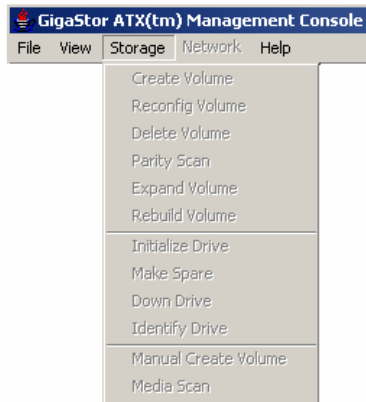 GigaStor ATX(tm) Management Console
File View Storage Network Help
Create Volume
Reconfig Volume
Delete Volume
Parity Scan
Expand Volume
Rebuild Volume
Initialize Drive
Make Spare
Down Drive
Identify Drive
Manual Create Volume
Media Scan